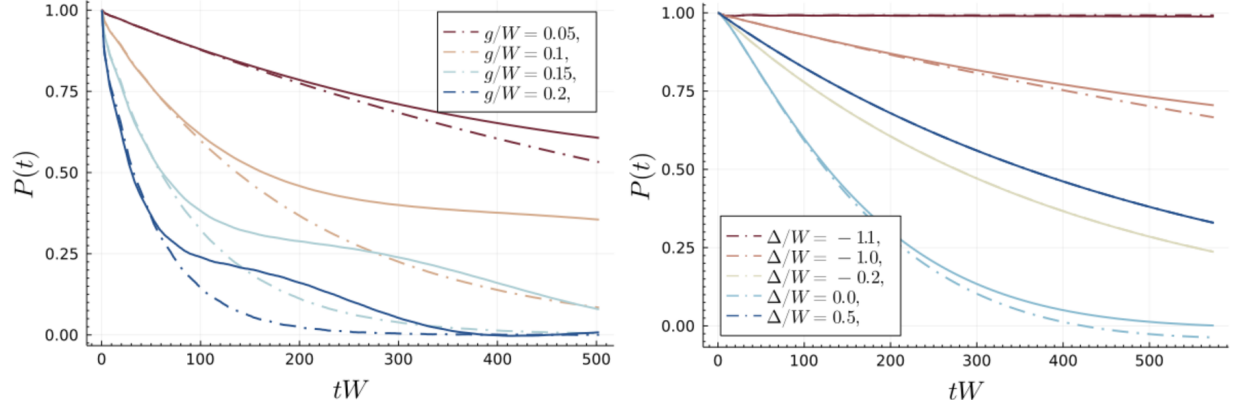 1.00
0.75
0.50
0.25
0.00
P(t)
g/W = 0.05,
g/W = 0.1,
g/W = 0.15,
g/W = 0.2,
0 100 200 300 400 500
tW
1.00
0.75
0.50
0.25
0.00
P(t)
Δ/W = −1.1,
Δ/W = −1.0,
Δ/W = −0.2,
Δ/W = 0.0,
Δ/W = 0.5,
0 100 200 300 400 500
tW